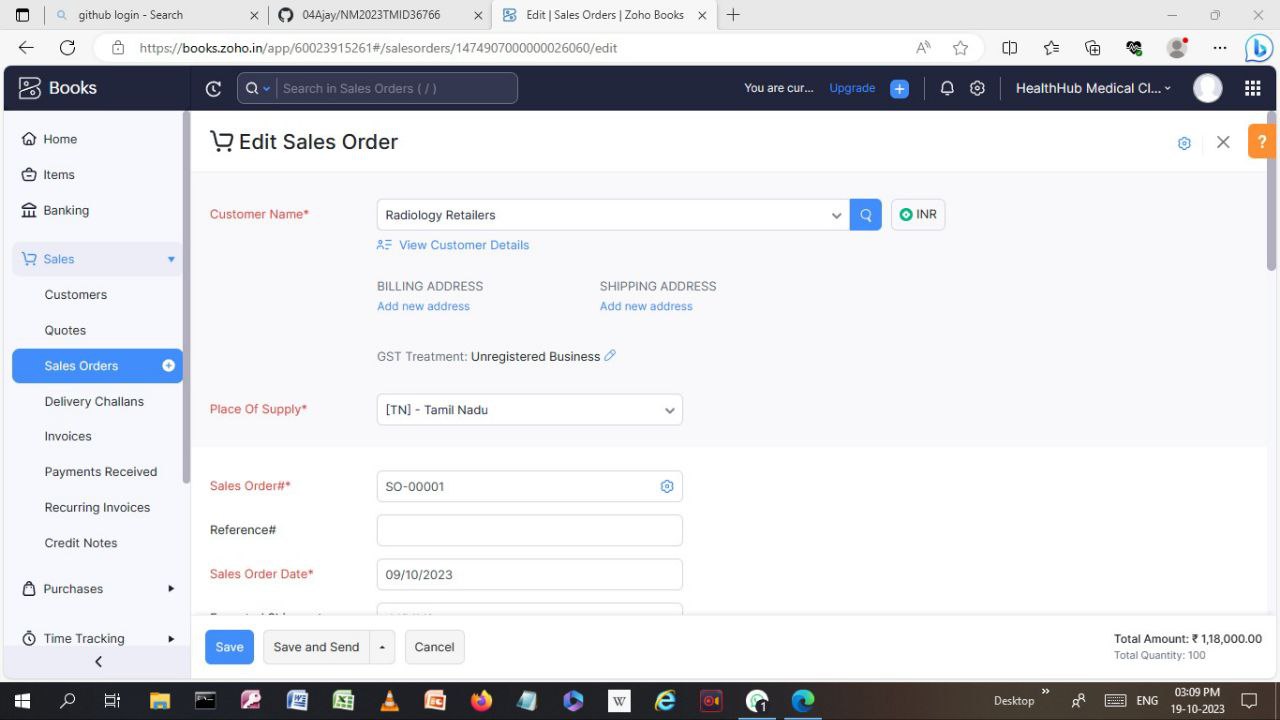 github login - Search
04Ajay/NM2023TMID36766
Edit | Sales Orders | Zoho Books
https://books.zoho.in/app/60023915261#/salesorders/1474907000000026060/edit
Books
Search in Sales Orders ( / )
You are cur...
Upgrade
HealthHub Medical Cl...
Home
Items
Banking
Sales
Customers
Quotes
Sales Orders
Delivery Challans
Invoices
Payments Received
Recurring Invoices
Credit Notes
Purchases
Time Tracking
Edit Sales Order
?
Customer Name*
Radiology Retailers
INR
View Customer Details
BILLING ADDRESS
SHIPPING ADDRESS
Add new address
Add new address
GST Treatment: Unregistered Business
Place Of Supply*
[TN] - Tamil Nadu
Sales Order#*
SO-00001
Reference#
Sales Order Date*
09/10/2023
Save
Save and Send
Cancel
Total Amount: ₹ 1,18,000.00
Total Quantity: 100
Desktop
ENG
03:09 PM
19-10-2023